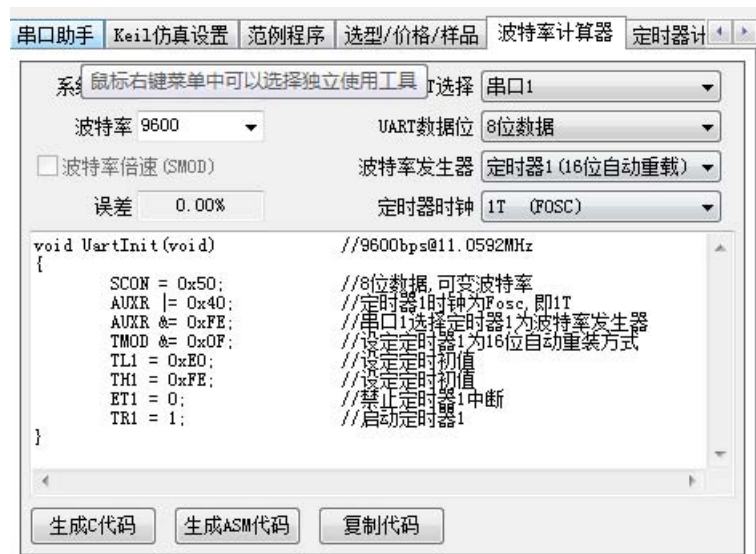 串口助手 Keil仿真设置 范例程序 选型/价格/样品 波特率计算器 定时器计
鼠标右键菜单中可以选择独立使用工具
系 T选择 串口1
波特率 9600 UART数据位 8位数据
波特率倍速(SMOD) 波特率发生器 定时器1(16位自动重载)
误差 0.00% 定时器时钟 1T (FOSC)
void UartInit(void) //9600bps@11.0592MHz
{
SCON = 0x50; //8位数据,可变波特率
AUXR |= 0x40; //定时器1时钟为Fosc,即1T
AUXR &= 0xFE; //串口1选择定时器1为波特率发生器
TMOD &= 0x0F; //设定定时器1为16位自动重装方式
TL1 = 0xE0; //设定定时初值
TH1 = 0xFE; //设定定时初值
ET1 = 0; //禁止定时器1中断
TR1 = 1; //启动定时器1
}
生成C代码 生成ASM代码 复制代码